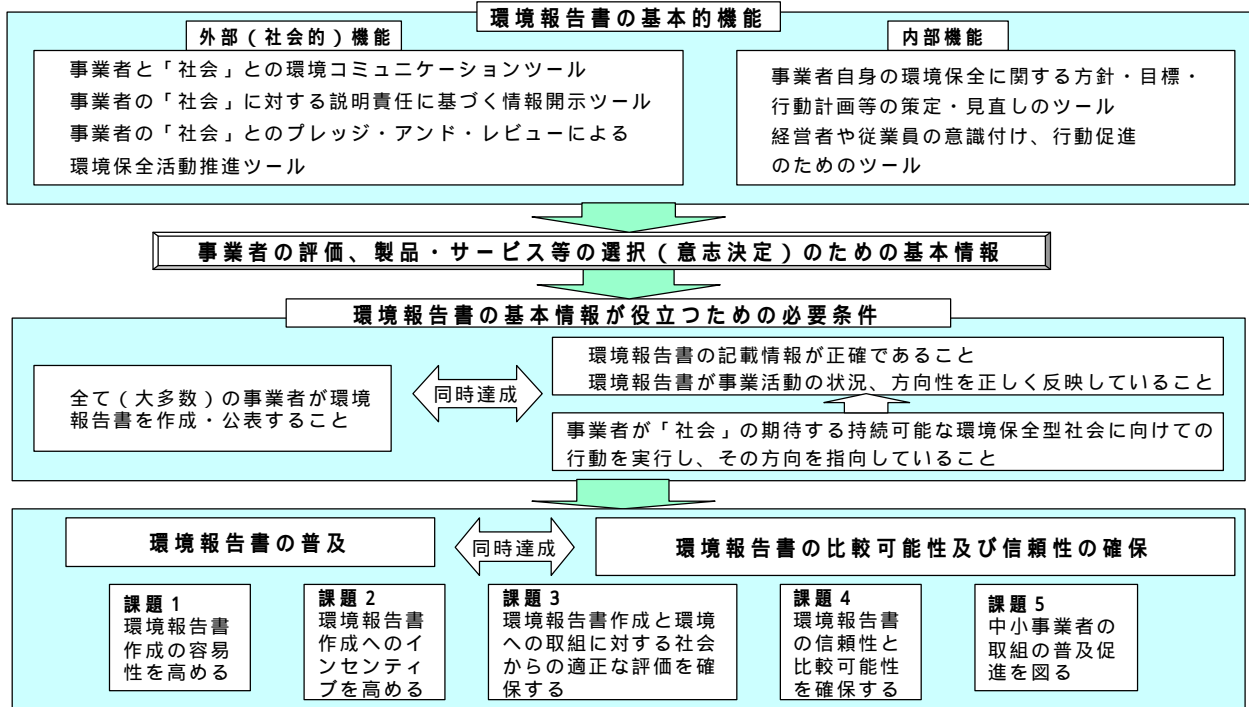 環境報告書の基本的機能
外部（社会的）機能
事業者と「社会」との環境コミュニケーションツール
事業者の「社会」に対する説明責任に基づく情報開示ツール
事業者の「社会」とのプレッジ・アンド・レビューによる
環境保全活動推進ツール
内部機能
事業者自身の環境保全に関する方針・目標・
行動計画等の策定・見直しのツール
経営者や従業員の意識付け、行動促進
のためのツール
事業者の評価、製品・サービス等の選択（意志決定）のための基本情報
環境報告書の基本情報が役立つための必要条件
全て（大多数）の事業者が環境
報告書を作成・公表すること
同時達成
環境報告書の記載情報が正確であること
環境報告書が事業活動の状況、方向性を正しく反映していること
事業者が「社会」の期待する持続可能な環境保全型社会に向けての
行動を実行し、その方向を指向していること
環境報告書の普及
同時達成
環境報告書の比較可能性及び信頼性の確保
課題１
環境報告書
作成の容易
性を高める
課題２
環境報告書
作成へのイ
ンセンティ
ブを高める
課題３
環境報告書作成と環境
への取組に対する社会
からの適正な評価を確
保する
課題４
環境報告書
の信頼性と
比較可能性
を確保する
課題５
中小事業者の
取組の普及促
進を図る